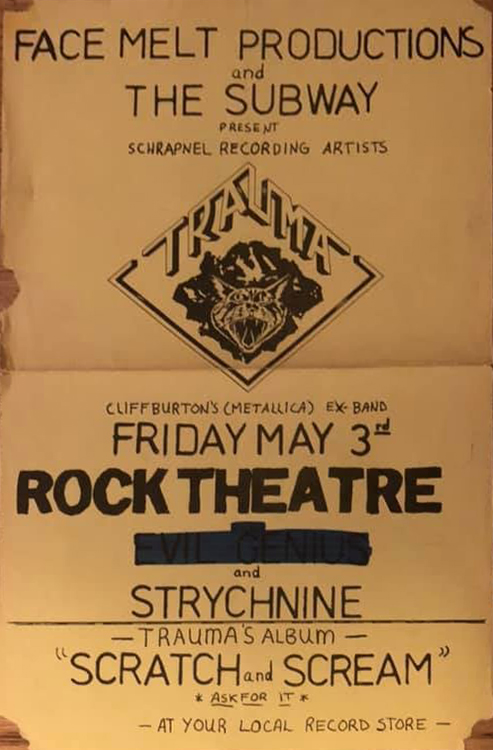 FACE MELT PRODUCTIONS
and
THE SUBWAY
PRESENT
SCHRAPNEL RECORDING ARTISTS
TRAUMA
CLIFF BURTON'S (METALLICA) EX-BAND
FRIDAY MAY 3rd
ROCK THEATRE
EVIL GENIUS
and
STRYCHNINE
— TRAUMA'S ALBUM —
"SCRATCH and SCREAM"
* ASK FOR IT *
— AT YOUR LOCAL RECORD STORE —